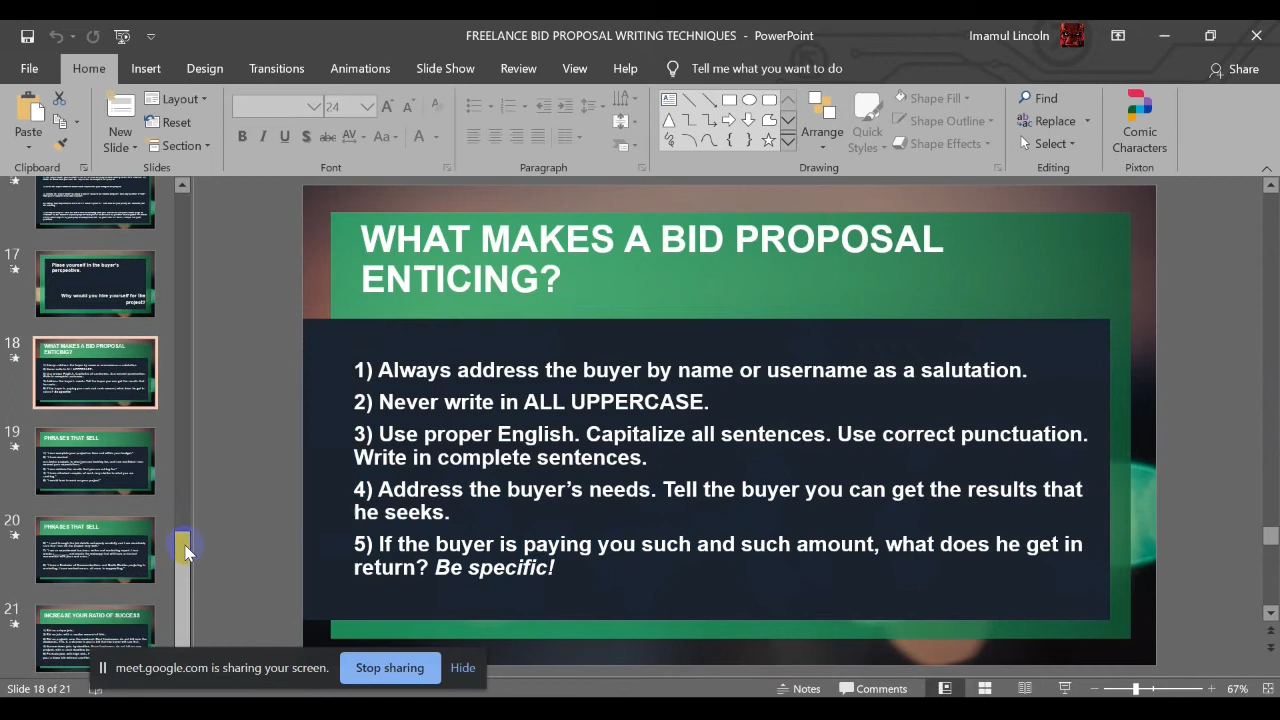 FREELANCE BID PROPOSAL WRITING TECHNIQUES - PowerPoint
Imamul Lincoln
File Home Insert Design Transitions Animations Slide Show Review View Help Tell me what you want to do Share
Paste
Clipboard
New Slide
Layout
Reset
Section
Slides
24
B I U S abc AV Aa A
Font
Paragraph
Arrange
Quick Styles
Shape Fill
Shape Outline
Shape Effects
Drawing
Find
Replace
Select
Editing
Comic Characters
Pixton
17
Place yourself in the buyer's perspective.
Why would you hire yourself for the project?
18
WHAT MAKES A BID PROPOSAL ENTICING?
19
PHRASES THAT SELL
20
PHRASES THAT SELL
21
INCREASE YOUR RATIO OF SUCCESS
WHAT MAKES A BID PROPOSAL
ENTICING?
1) Always address the buyer by name or username as a salutation.
2) Never write in ALL UPPERCASE.
3) Use proper English. Capitalize all sentences. Use correct punctuation.
Write in complete sentences.
4) Address the buyer’s needs. Tell the buyer you can get the results that
he seeks.
5) If the buyer is paying you such and such amount, what does he get in
return? Be specific!
meet.google.com is sharing your screen. Stop sharing Hide
Slide 18 of 21 Notes Comments 67%